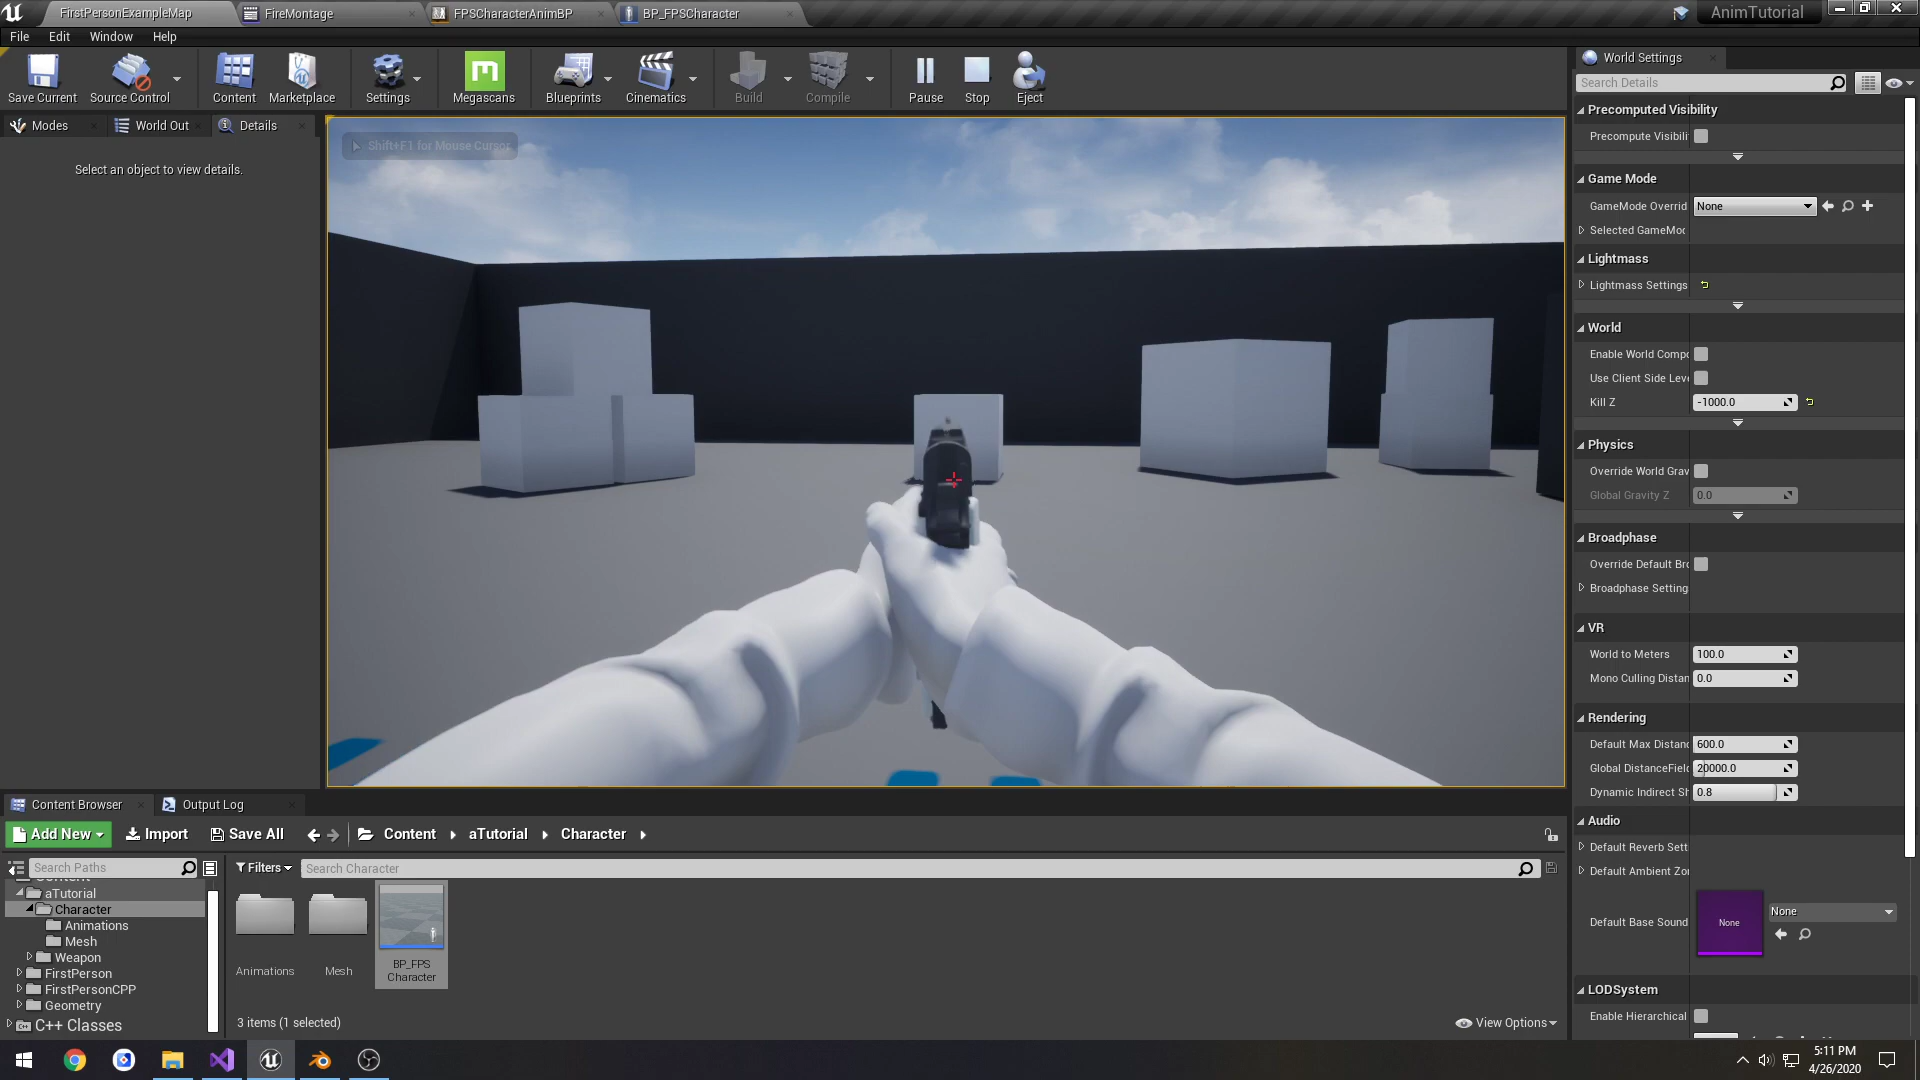 FirstPersonExampleMap
FireMontage
FPSCharacterAnimBP
BP_FPSCharacter
AnimTutorial
File Edit Window Help
Save Current
Source Control
Content
Marketplace
Settings
Megascans
Blueprints
Cinematics
Build
Compile
Pause
Stop
Eject
Modes
World Out
Details
Select an object to view details.
Shift+F1 for Mouse Cursor
World Settings
Search Details
Precomputed Visibility
Precompute Visibili
Game Mode
GameMode Overrid
None
Selected GameMoc
Lightmass
Lightmass Settings
World
Enable World Compo
Use Client Side Leve
Kill Z
-1000.0
Physics
Override World Grav
Global Gravity Z
0.0
Broadphase
Override Default Brc
Broadphase Setting
VR
World to Meters
100.0
Mono Culling Distan
0.0
Rendering
Default Max Distanc
600.0
Global DistanceField
20000.0
Dynamic Indirect Sh
0.8
Audio
Default Reverb Sett
Default Ambient Zor
Default Base Sound
None
None
LODSystem
Enable Hierarchical
Content Browser
Output Log
Add New
Import
Save All
Content
aTutorial
Character
Search Paths
Filters
Search Character
aTutorial
Character
Animations
Mesh
Weapon
FirstPerson
FirstPersonCPP
Geometry
C++ Classes
Animations
Mesh
BP_FPS
Character
3 items (1 selected)
View Options
5:11 PM
4/26/2020